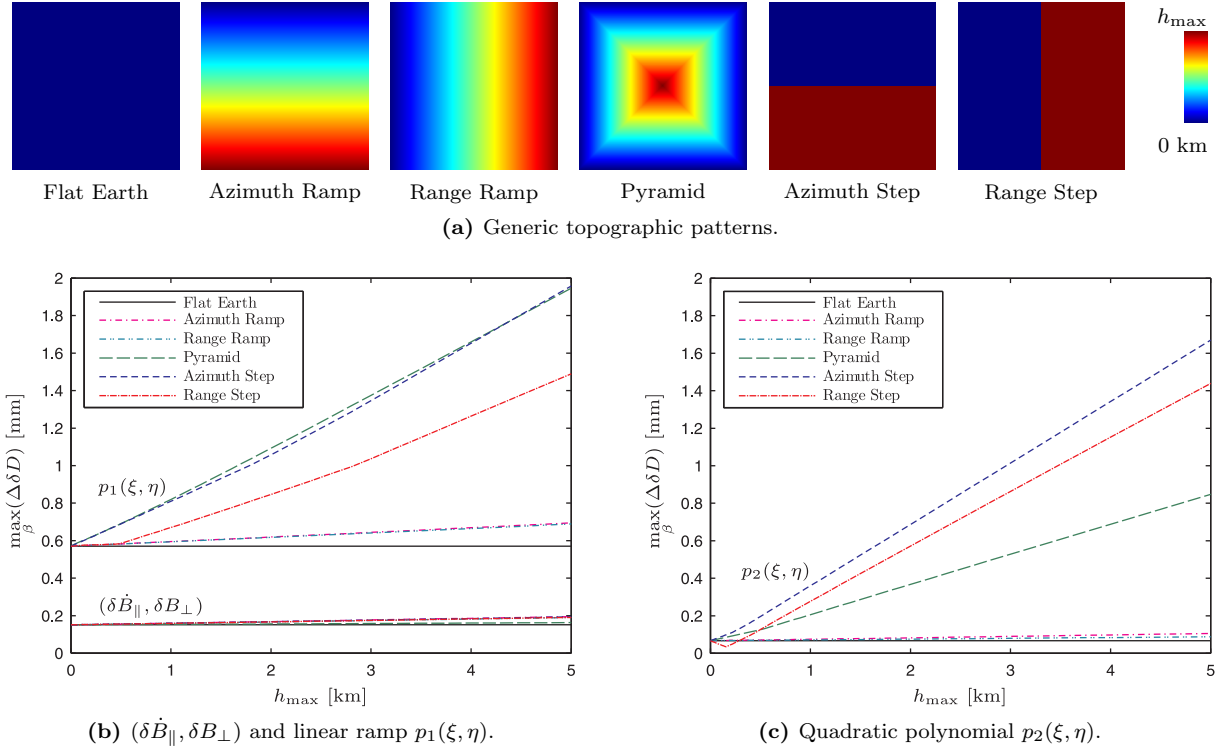 h_max
0 km
Flat Earth
Azimuth Ramp
Range Ramp
Pyramid
Azimuth Step
Range Step
(a) Generic topographic patterns.
2
1.8
1.6
1.4
1.2
1
0.8
0.6
0.4
0.2
0
max_β(ΔδD) [mm]
Flat Earth
Azimuth Ramp
Range Ramp
Pyramid
Azimuth Step
Range Step
p₁(ξ, η)
(δḂ_∥, δB_⊥)
0 1 2 3 4 5
h_max [km]
(b) (δḂ_∥, δB_⊥) and linear ramp p₁(ξ, η).
2
1.8
1.6
1.4
1.2
1
0.8
0.6
0.4
0.2
0
max_β(ΔδD) [mm]
Flat Earth
Azimuth Ramp
Range Ramp
Pyramid
Azimuth Step
Range Step
p₂(ξ, η)
0 1 2 3 4 5
h_max [km]
(c) Quadratic polynomial p₂(ξ, η).